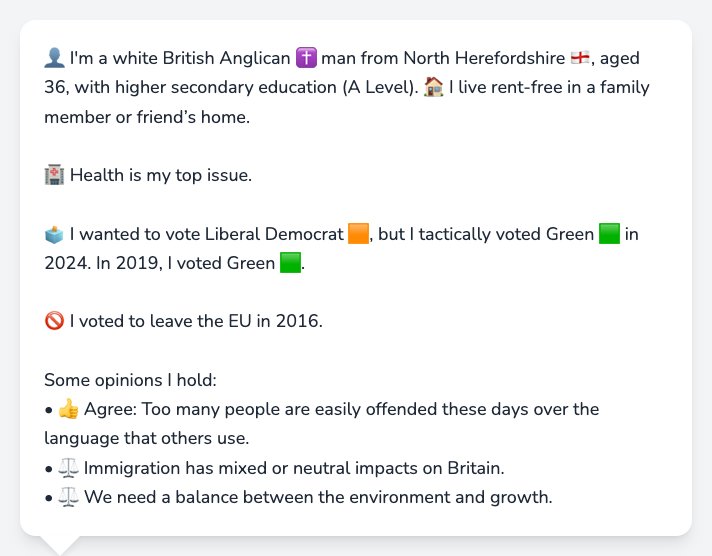 👤 I'm a white British Anglican ✝️ man from North Herefordshire 🏴󠁧󠁢󠁥󠁮󠁧󠁿, aged
36, with higher secondary education (A Level). 🏠 I live rent-free in a family
member or friend’s home.
🏥 Health is my top issue.
🗳️ I wanted to vote Liberal Democrat 🟧, but I tactically voted Green 🟩 in
2024. In 2019, I voted Green 🟩.
🚫 I voted to leave the EU in 2016.
Some opinions I hold:
• 👍 Agree: Too many people are easily offended these days over the
language that others use.
• ⚖️ Immigration has mixed or neutral impacts on Britain.
• ⚖️ We need a balance between the environment and growth.